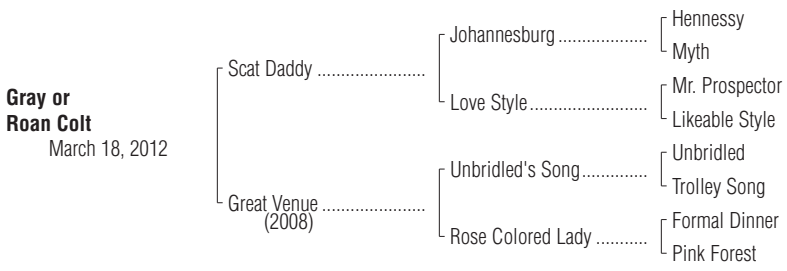 Hennessy
Johannesburg ...................
Myth
Scat Daddy .......................
Mr. Prospector
Love Style.........................
Likeable Style
Gray or
Roan Colt
March 18, 2012
Unbridled
Unbridled's Song..............
Trolley Song
Great Venue ......................
(2008)
Formal Dinner
Rose Colored Lady ...........
Pink Forest